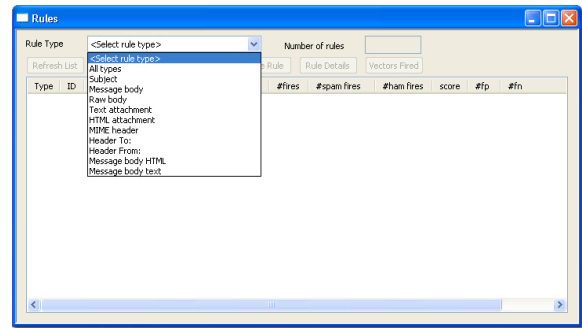 Rules
Rule Type <Select rule type> Number of rules
Refresh List Rule Rule Details Vectors Fired
Type ID #fires #spam fires #ham fires score #fp #fn
<Select rule type>
All types
Subject
Message body
Raw body
Text attachment
HTML attachment
MIME header
Header To:
Header From:
Message body HTML
Message body text